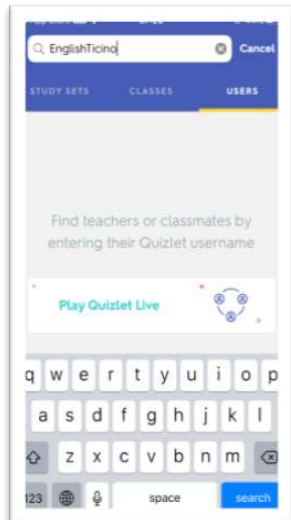 EnglishTicino Cancel
STUDY SETS CLASSES USERS
Find teachers or classmates by
entering their Quizlet username
Play Quizlet Live
q w e r t y u i o p
a s d f g h j k l
z x c v b n m
123 space search